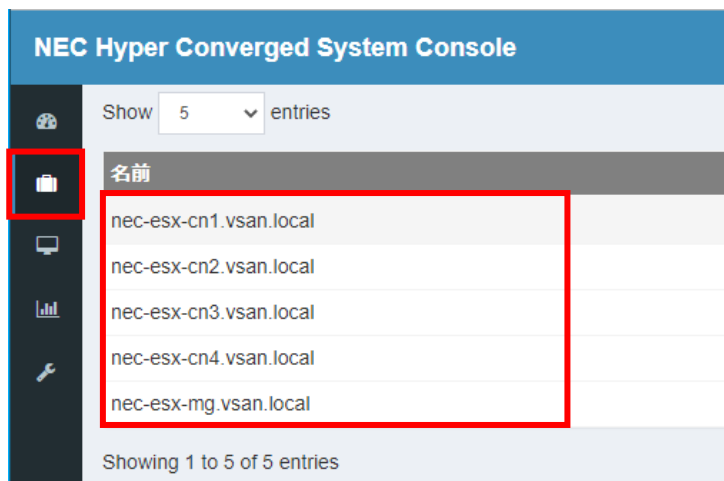 NEC Hyper Converged System Console
Show 5 entries
名前
nec-esx-cn1.vsan.local
nec-esx-cn2.vsan.local
nec-esx-cn3.vsan.local
nec-esx-cn4.vsan.local
nec-esx-mg.vsan.local
Showing 1 to 5 of 5 entries